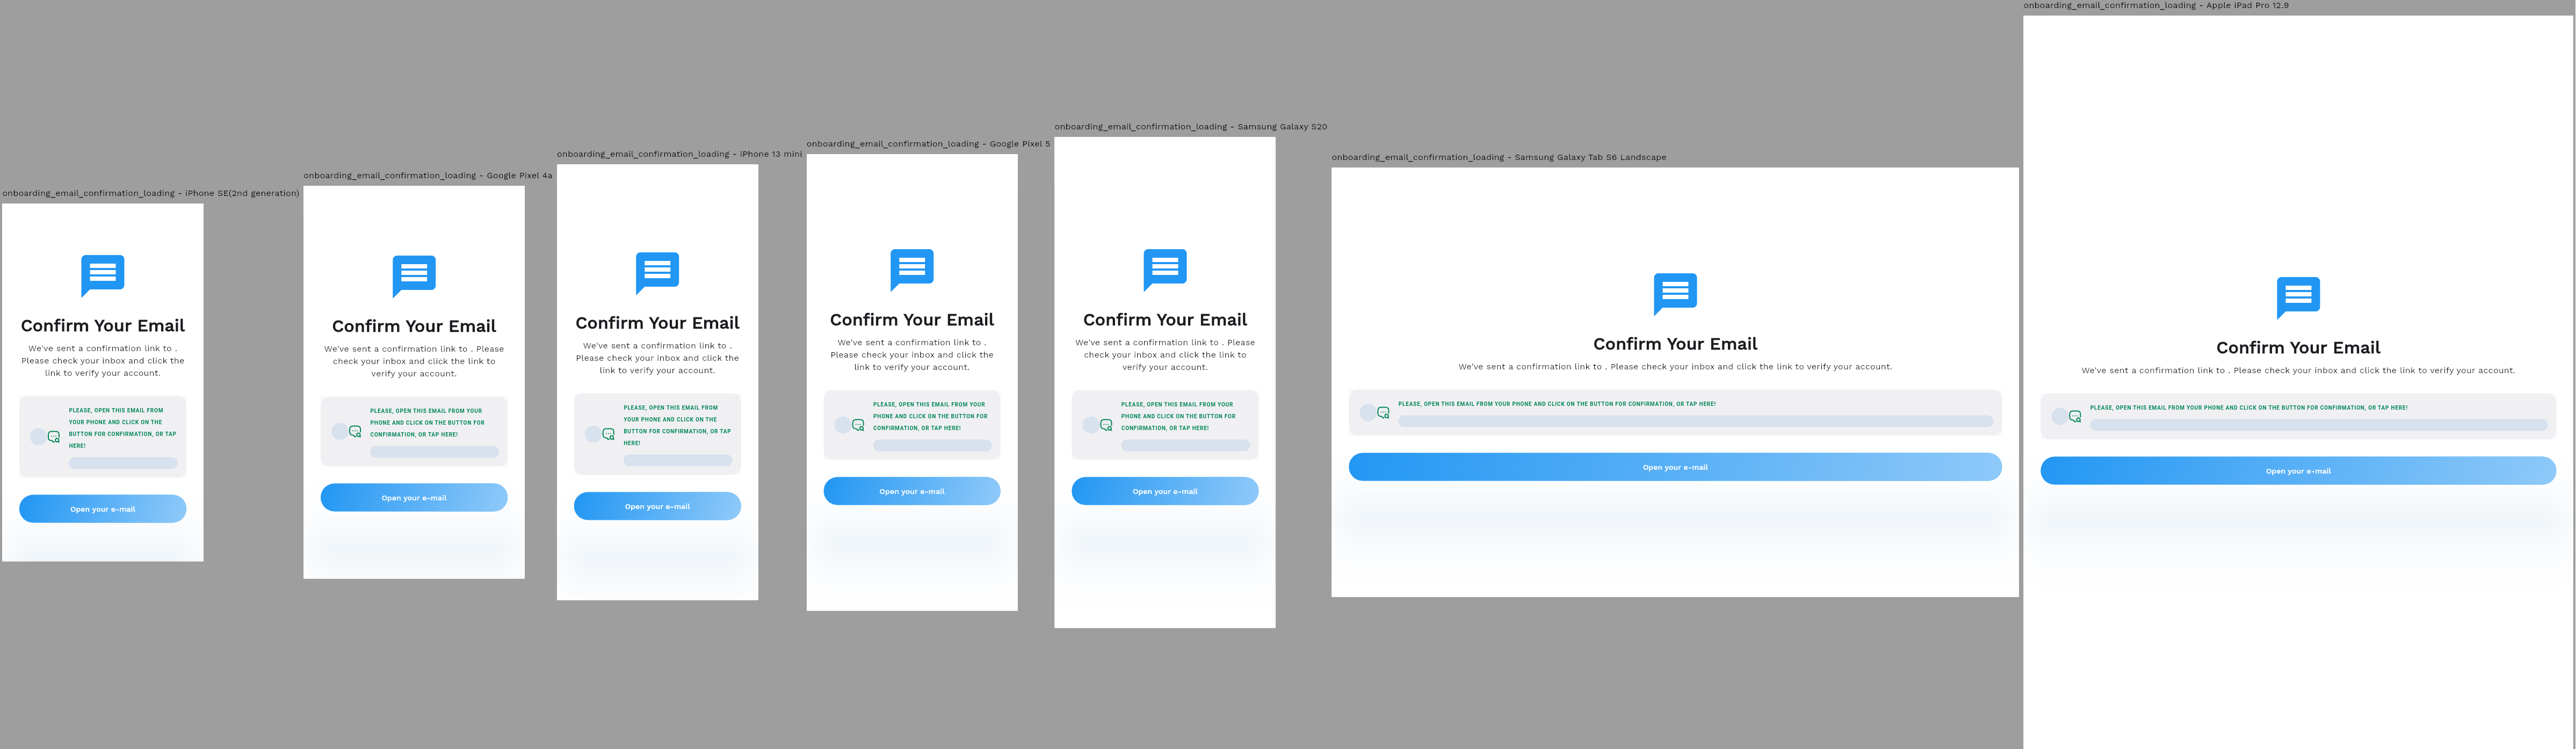 onboarding_email_confirmation_loading - iPhone SE(2nd generation)
Confirm Your Email
We've sent a confirmation link to .
Please check your inbox and click the
link to verify your account.
PLEASE, OPEN THIS EMAIL FROM
YOUR PHONE AND CLICK ON THE
BUTTON FOR CONFIRMATION, OR TAP
HERE!
Open your e-mail
onboarding_email_confirmation_loading - Google Pixel 4a
Confirm Your Email
We've sent a confirmation link to . Please
check your inbox and click the link to
verify your account.
PLEASE, OPEN THIS EMAIL FROM YOUR
PHONE AND CLICK ON THE BUTTON FOR
CONFIRMATION, OR TAP HERE!
Open your e-mail
onboarding_email_confirmation_loading - iPhone 13 mini
Confirm Your Email
We've sent a confirmation link to .
Please check your inbox and click the
link to verify your account.
PLEASE, OPEN THIS EMAIL FROM
YOUR PHONE AND CLICK ON THE
BUTTON FOR CONFIRMATION, OR TAP
HERE!
Open your e-mail
onboarding_email_confirmation_loading - Google Pixel 5
Confirm Your Email
We've sent a confirmation link to .
Please check your inbox and click the
link to verify your account.
PLEASE, OPEN THIS EMAIL FROM YOUR
PHONE AND CLICK ON THE BUTTON FOR
CONFIRMATION, OR TAP HERE!
Open your e-mail
onboarding_email_confirmation_loading - Samsung Galaxy S20
Confirm Your Email
We've sent a confirmation link to . Please
check your inbox and click the link to
verify your account.
PLEASE, OPEN THIS EMAIL FROM YOUR
PHONE AND CLICK ON THE BUTTON FOR
CONFIRMATION, OR TAP HERE!
Open your e-mail
onboarding_email_confirmation_loading - Samsung Galaxy Tab S6 Landscape
Confirm Your Email
We've sent a confirmation link to . Please check your inbox and click the link to verify your account.
PLEASE, OPEN THIS EMAIL FROM YOUR PHONE AND CLICK ON THE BUTTON FOR CONFIRMATION, OR TAP HERE!
Open your e-mail
onboarding_email_confirmation_loading - Apple iPad Pro 12.9
Confirm Your Email
We've sent a confirmation link to . Please check your inbox and click the link to verify your account.
PLEASE, OPEN THIS EMAIL FROM YOUR PHONE AND CLICK ON THE BUTTON FOR CONFIRMATION, OR TAP HERE!
Open your e-mail